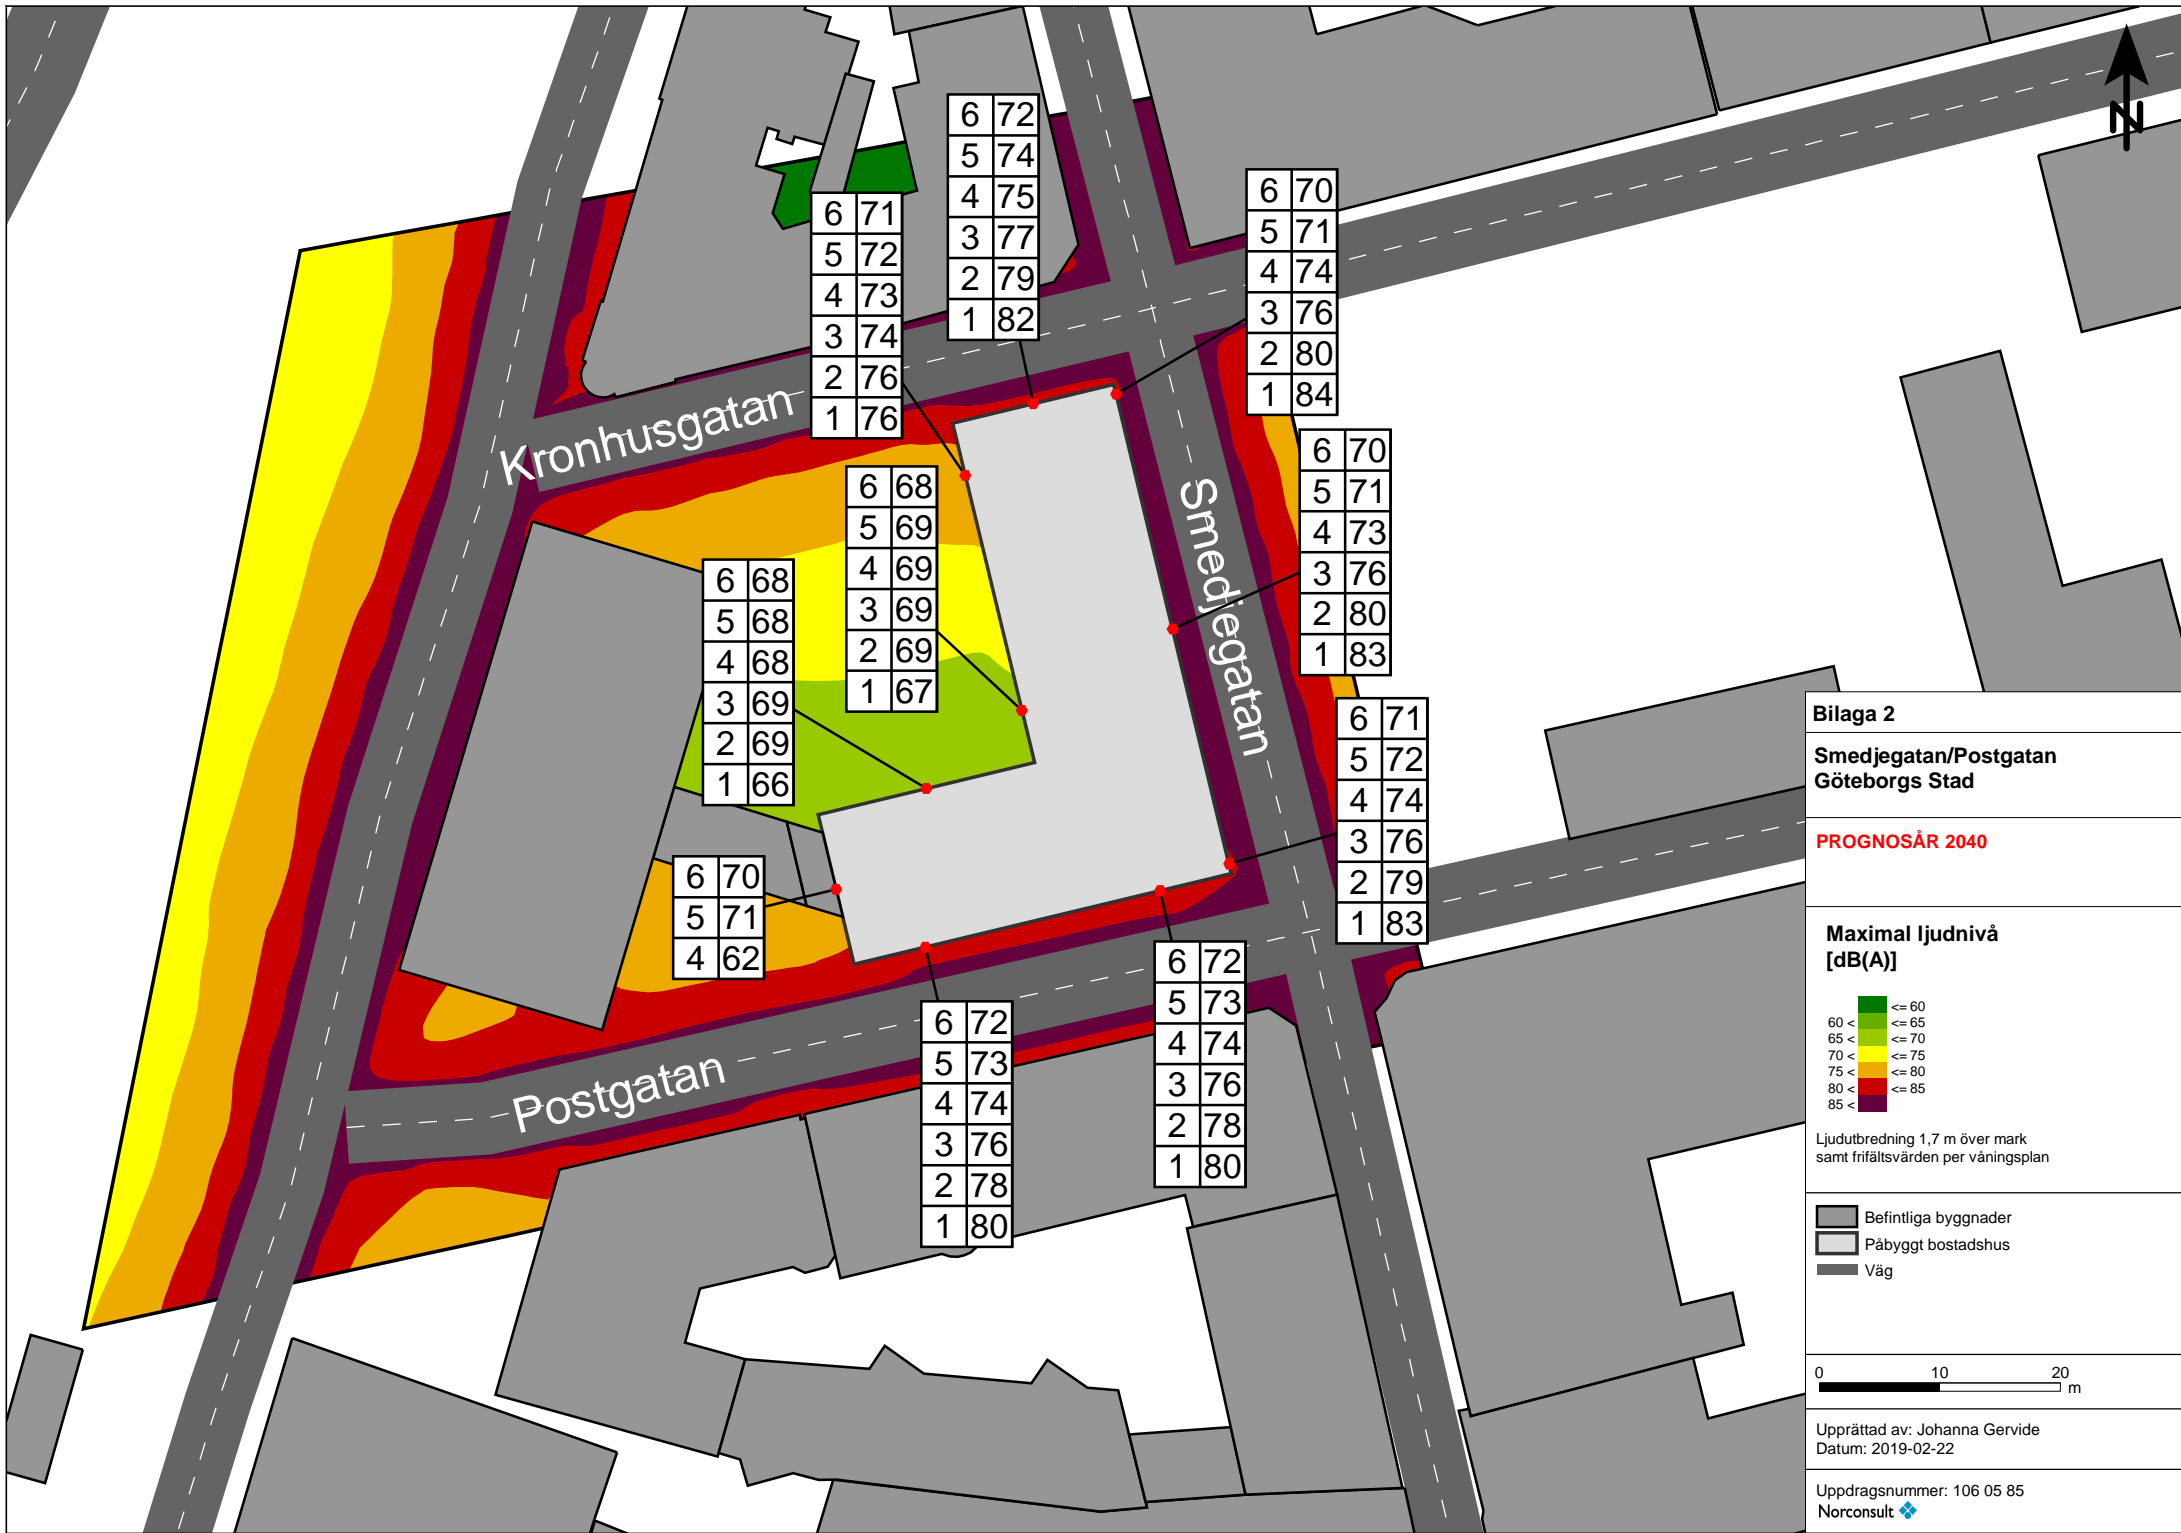 N
6 72
5 74
4 75
3 77
2 79
1 82
6 70
5 71
4 74
3 76
2 80
1 84
6 71
5 72
4 73
3 74
2 76
1 76
Kronhusgatan
6 70
5 71
4 73
3 76
2 80
1 83
6 68
5 69
4 69
3 69
2 69
1 67
Smedjegatan
6 68
5 68
4 68
3 69
2 69
1 66
6 71
5 72
4 74
3 76
2 79
1 83
6 70
5 71
4 62
6 72
5 73
4 74
3 76
2 78
1 80
6 72
5 73
4 74
3 76
2 78
1 80
Postgatan
Bilaga 2
Smedjegatan/Postgatan
Göteborgs Stad
PROGNOSÅR 2040
Maximal ljudnivå
[dB(A)]
<= 60
60 < <= 65
65 < <= 70
70 < <= 75
75 < <= 80
80 < <= 85
85 <
Ljudutbredning 1,7 m över mark
samt frifältsvärden per våningsplan
Befintliga byggnader
Påbyggt bostadshus
Väg
0 10 20
m
Upprättad av: Johanna Gervide
Datum: 2019-02-22
Uppdragsnummer: 106 05 85
Norconsult